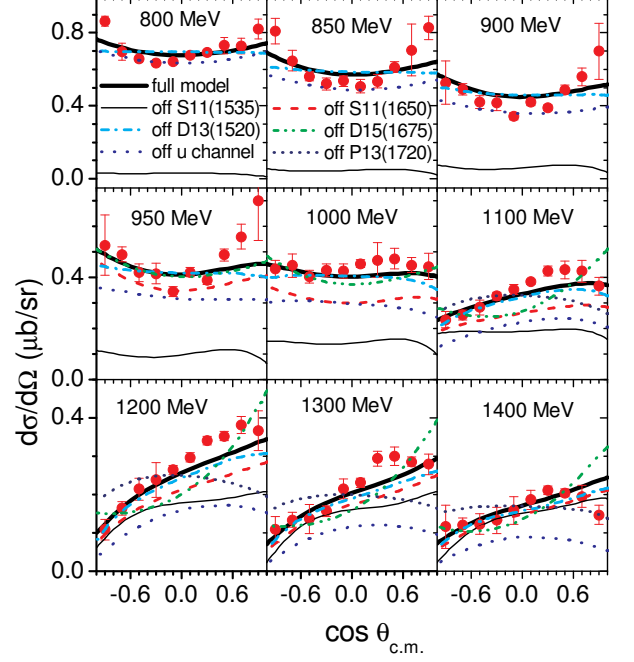 800 MeV 850 MeV 900 MeV
0.8
full model
off S11(1535) off S11(1650)
0.4
off D13(1520) off D15(1675)
off u channel off P13(1720)
0.0
950 MeV 1000 MeV 1100 MeV
0.4
0.0
1200 MeV 1300 MeV 1400 MeV
0.4
0.0
-0.6 0.0 0.6 -0.6 0.0 0.6 -0.6 0.0 0.6
cos θc.m.
dσ/dΩ (μb/sr)